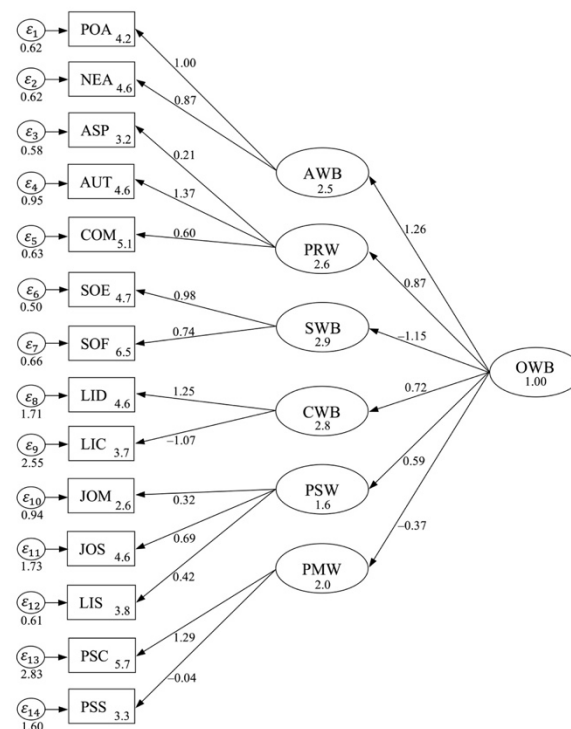 ε1 POA 4.2
0.62
1.00
ε2 NEA 4.6
0.62
0.87
ε3 ASP 3.2
0.58
0.21
AWB
2.5
ε4 AUT 4.6
0.95
1.37
1.26
ε5 COM 5.1
0.63
0.60
PRW
2.6
0.87
ε6 SOE 4.7
0.50
0.98
SWB
2.9
−1.15
ε7 SOF 6.5
0.66
0.74
OWB
1.00
ε8 LID 4.6
1.71
1.25
CWB
2.8
0.72
ε9 LIC 3.7
2.55
−1.07
ε10 JOM 2.6
0.94
0.32
PSW
1.6
0.59
ε11 JOS 4.6
1.73
0.69
−0.37
ε12 LIS 3.8
0.61
0.42
PMW
2.0
ε13 PSC 5.7
2.83
1.29
ε14 PSS 3.3
1.60
−0.04